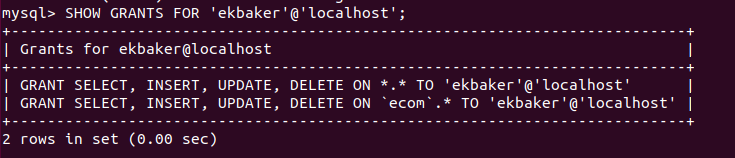 mysql> SHOW GRANTS FOR 'ekbaker'@'localhost';
+-----------------------------------------------------------------------+
| Grants for ekbaker@localhost                                          |
+-----------------------------------------------------------------------+
| GRANT SELECT, INSERT, UPDATE, DELETE ON *.* TO 'ekbaker'@'localhost'      |
| GRANT SELECT, INSERT, UPDATE, DELETE ON `ecom`.* TO 'ekbaker'@'localhost' |
+-----------------------------------------------------------------------+
2 rows in set (0.00 sec)